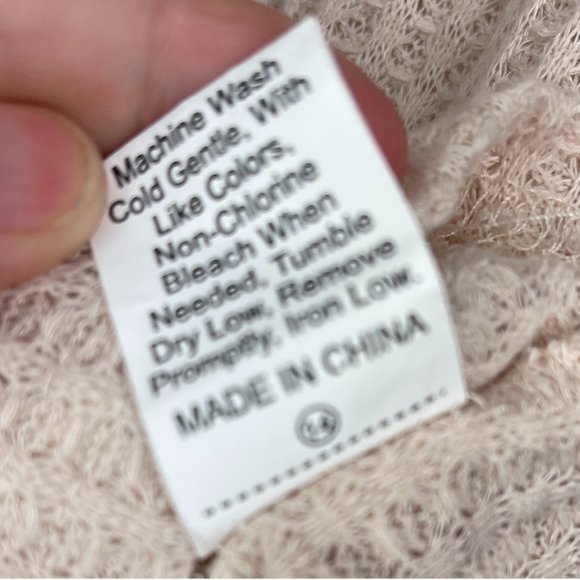 Machine Wash
Cold Gentle, With
Like Colors,
Non-Chlorine
Bleach When
Needed, Tumble
Dry Low, Remove
Promptly, Iron Low.
MADE IN CHINA